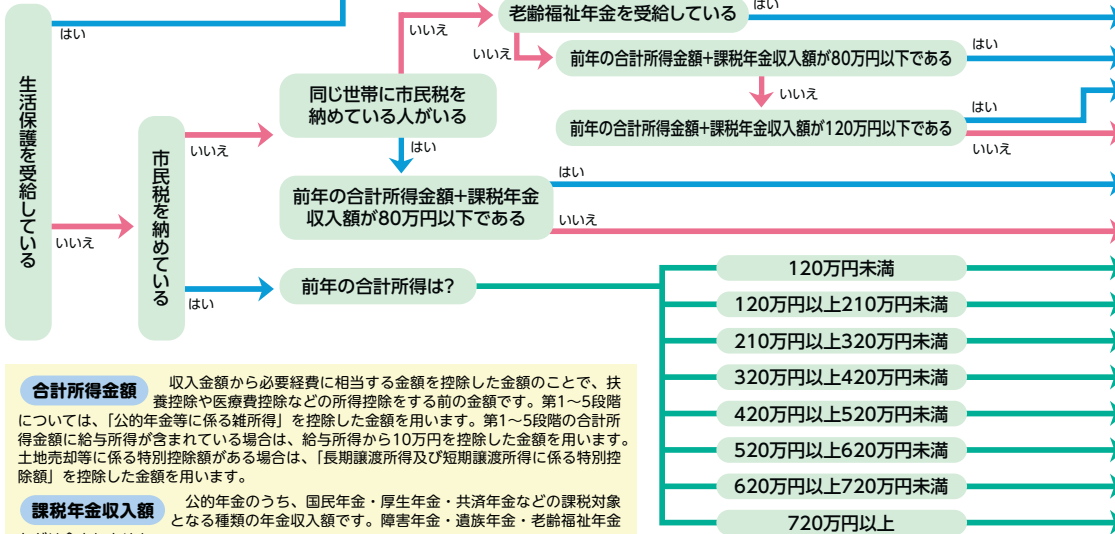 生活保護を受給している
はい
いいえ
市民税を納めている
いいえ
はい
同じ世帯に市民税を
納めている人がいる
いいえ
はい
老齢福祉年金を受給している
はい
いいえ
前年の合計所得金額+課税年金収入額が80万円以下である
はい
いいえ
前年の合計所得金額+課税年金収入額が120万円以下である
はい
いいえ
前年の合計所得金額+課税年金
収入額が80万円以下である
はい
いいえ
前年の合計所得は?
120万円未満
120万円以上210万円未満
210万円以上320万円未満
320万円以上420万円未満
420万円以上520万円未満
520万円以上620万円未満
620万円以上720万円未満
720万円以上
合計所得金額 収入金額から必要経費に相当する金額を控除した金額のことで、扶
養控除や医療費控除などの所得控除をする前の金額です。第1~5段階
については、「公的年金等に係る雑所得」を控除した金額を用います。第1~5段階の合計所
得金額に給与所得が含まれている場合は、給与所得から10万円を控除した金額を用います。
土地売却等に係る特別控除額がある場合は、「長期譲渡所得及び短期譲渡所得に係る特別控
除額」を控除した金額を用います。
課税年金収入額 公的年金のうち、国民年金・厚生年金・共済年金などの課税対象
となる種類の年金収入額です。障害年金・遺族年金・老齢福祉年金